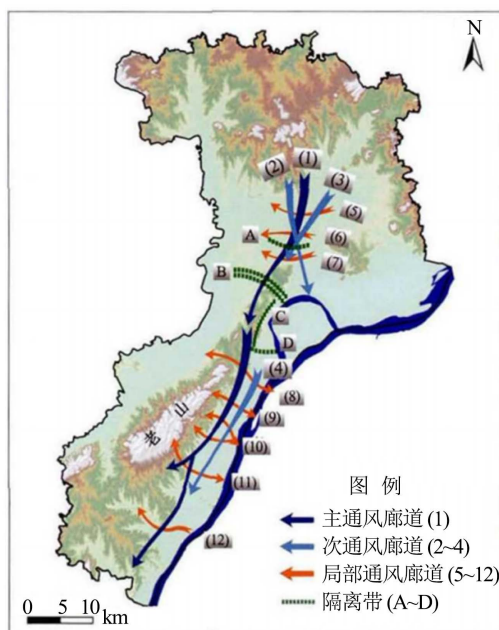 N
(2)
(1)
(3)
(5)
A
(6)
(7)
B
C
D
(4)
(8)
老山
(9)
(10)
(11)
(12)
图 例
主通风廊道(1)
次通风廊道(2~4)
局部通风廊道(5~12)
隔离带(A~D)
0 5 10
km